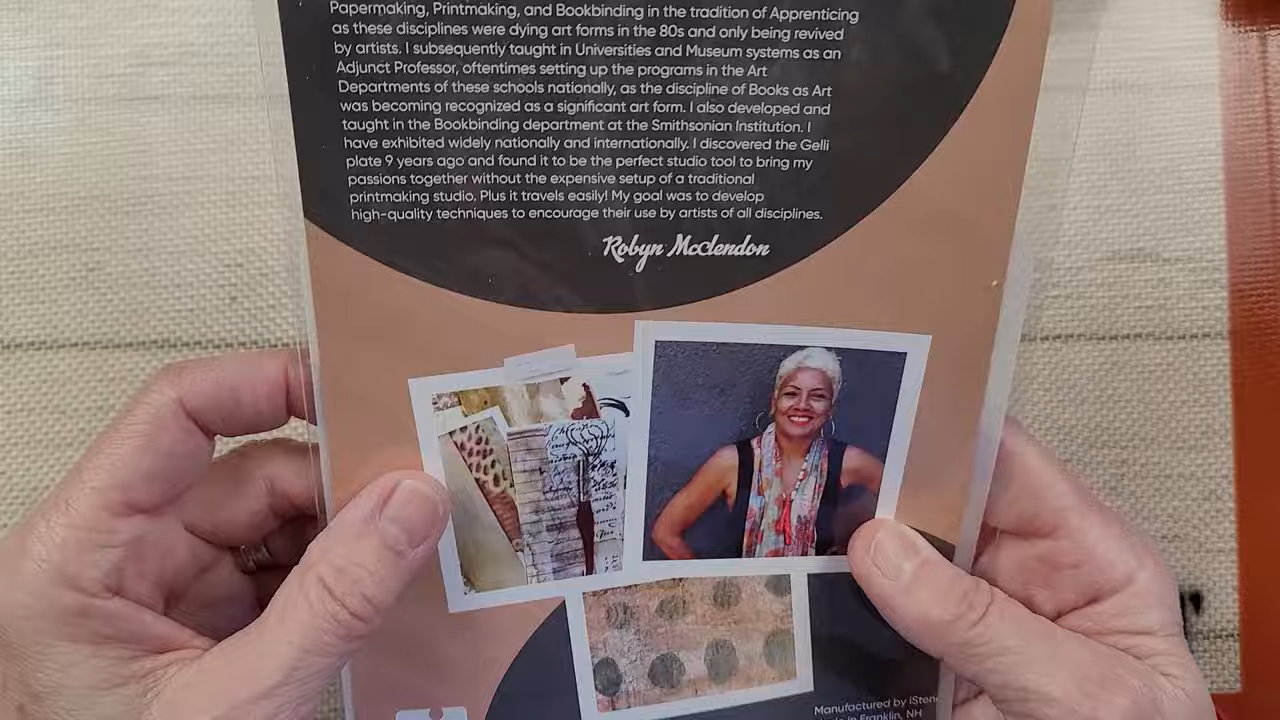 Papermaking, Printmaking, and Bookbinding in the tradition of Apprenticing
as these disciplines were dying art forms in the 80s and only being revived
by artists. I subsequently taught in Universities and Museum systems as an
Adjunct Professor, oftentimes setting up the programs in the Art
Departments of these schools nationally, as the discipline of Books as Art
was becoming recognized as a significant art form. I also developed and
taught in the Bookbinding department at the Smithsonian Institution. I
have exhibited widely nationally and internationally. I discovered the Gelli
plate 9 years ago and found it to be the perfect studio tool to bring my
passions together without the expensive setup of a traditional
printmaking studio. Plus it travels easily! My goal was to develop
high-quality techniques to encourage their use by artists of all disciplines.
Robyn McClendon
Manufactured by iSten
in Franklin, NH